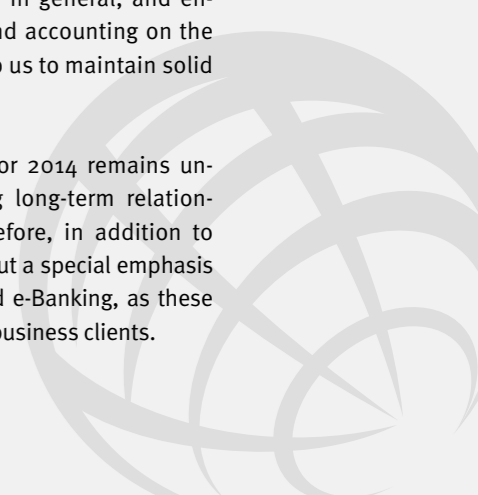 in general, and en-
nd accounting on the
us to maintain solid
or 2014 remains un-
long-term relation-
efore, in addition to
ut a special emphasis
d e-Banking, as these
business clients.